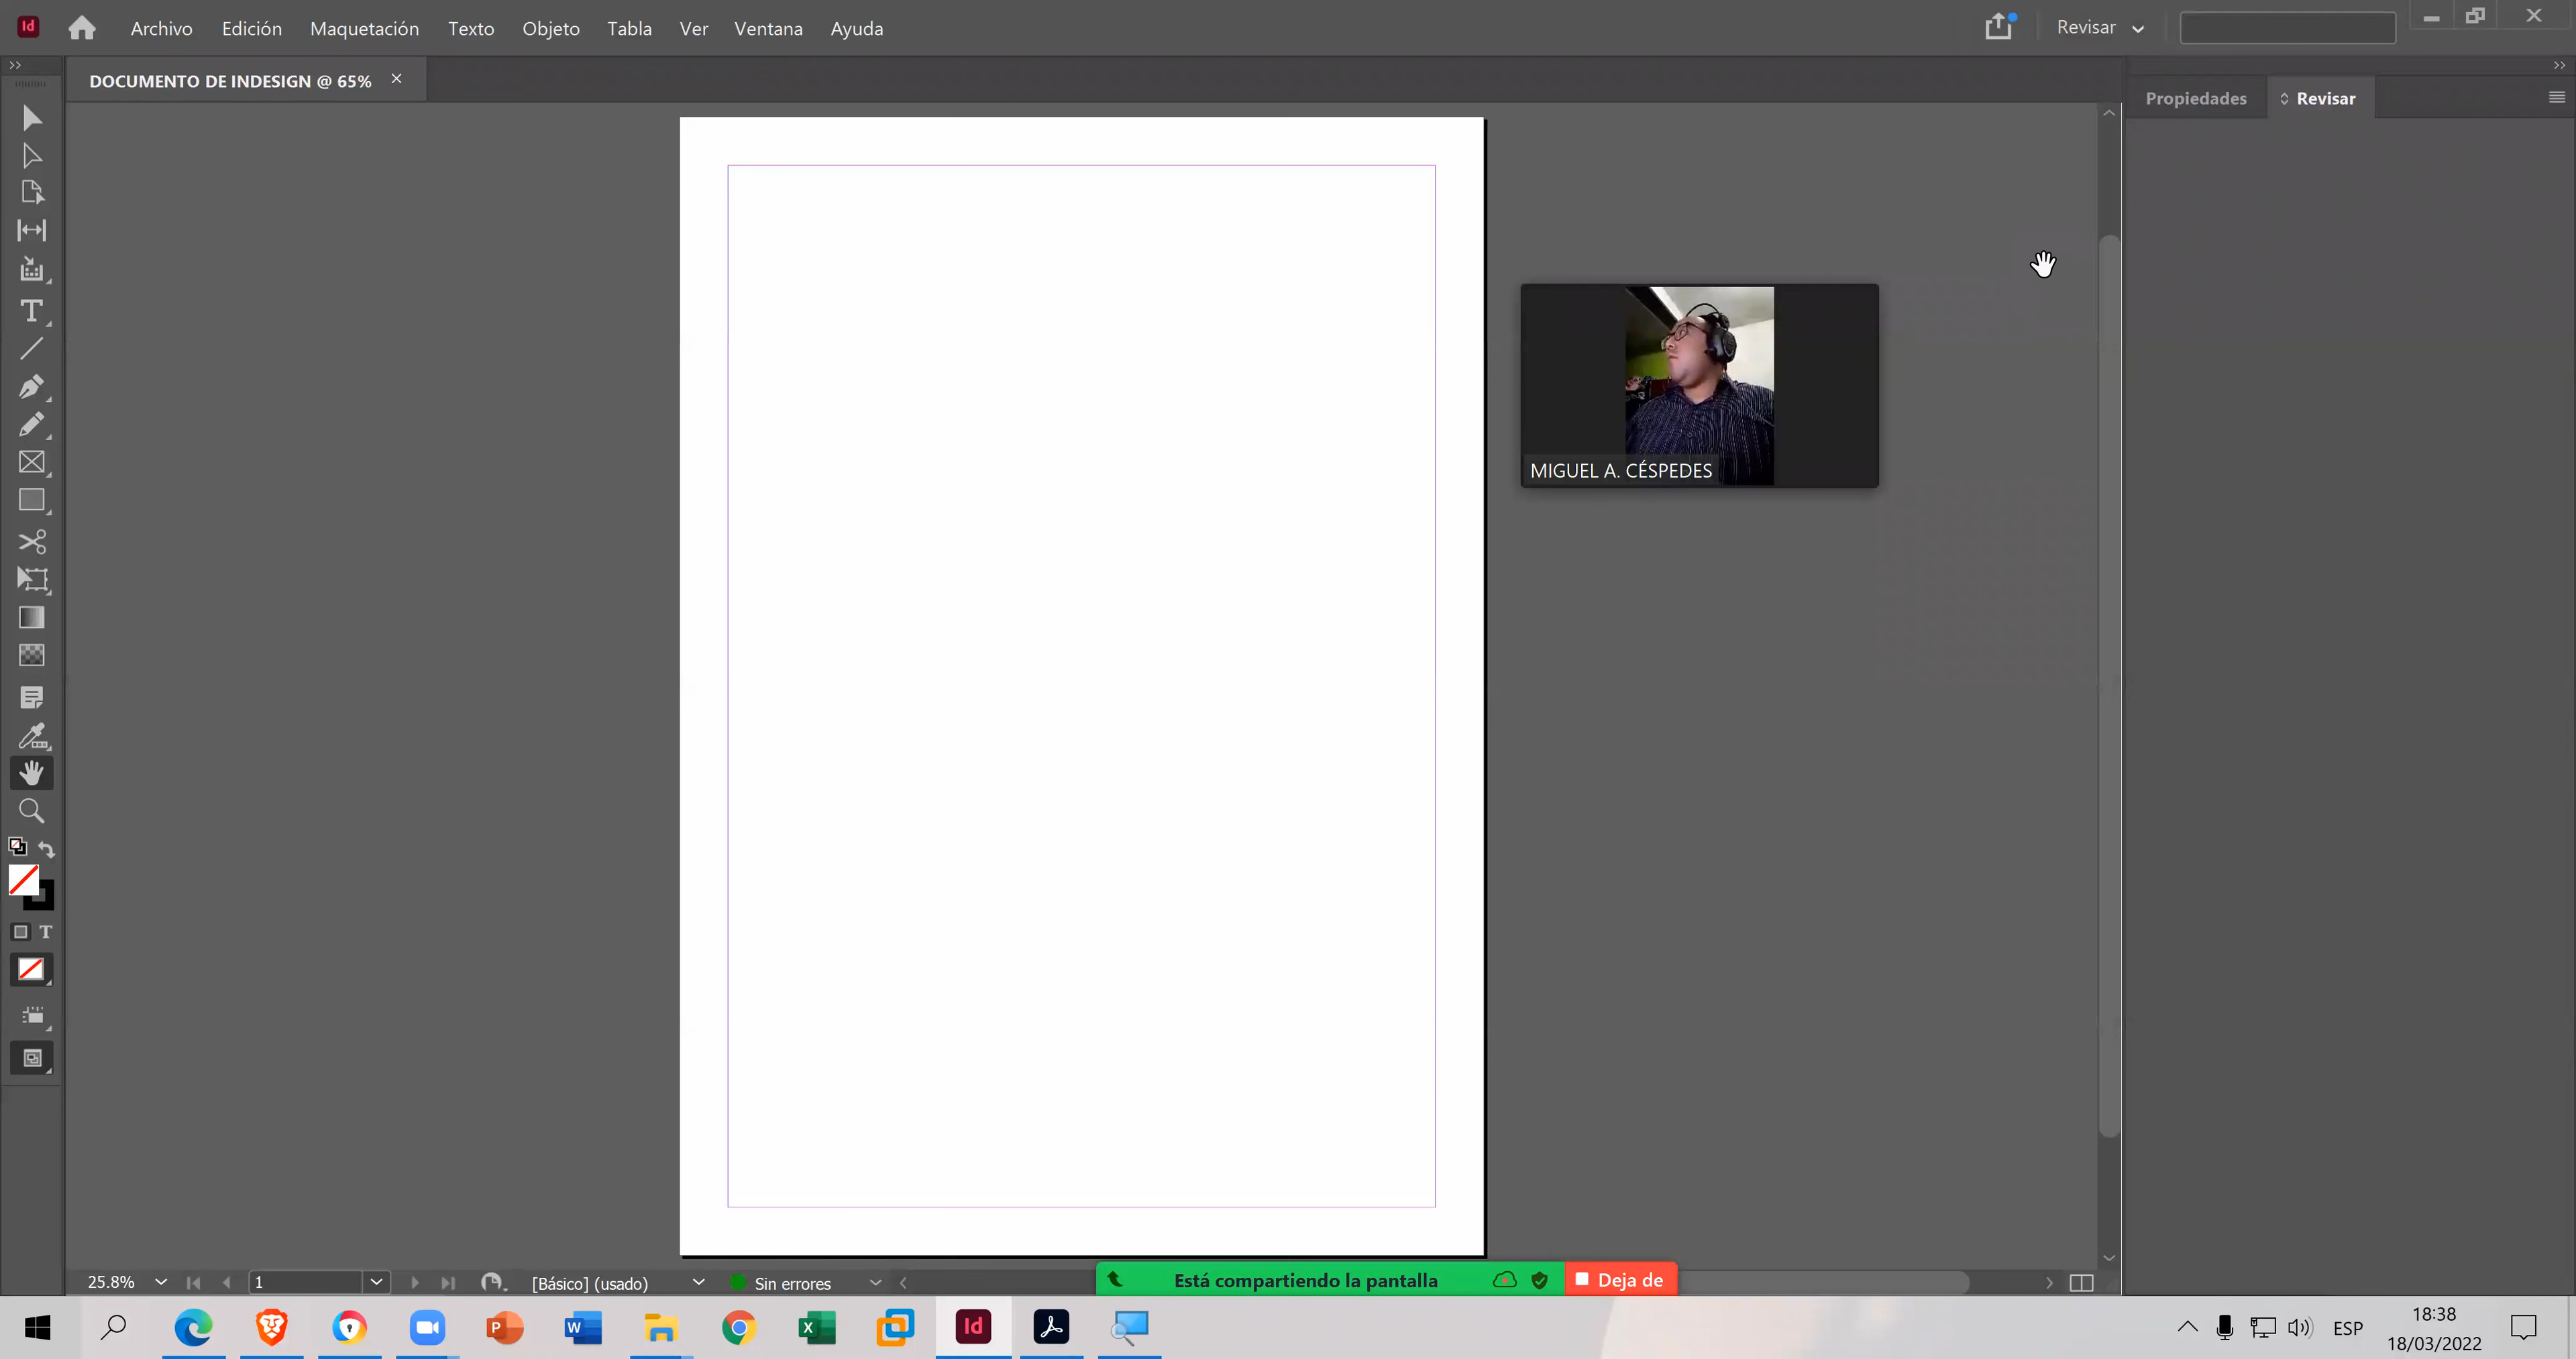 Id
Archivo Edición Maquetación Texto Objeto Tabla Ver Ventana Ayuda
Revisar
DOCUMENTO DE INDESIGN @ 65%
Propiedades
Revisar
T
MIGUEL A. CÉSPEDES
T
25.8%
1
[Básico] (usado)
Sin errores
Está compartiendo la pantalla
Deja de
P
W
X
Id
ESP
18:38
18/03/2022